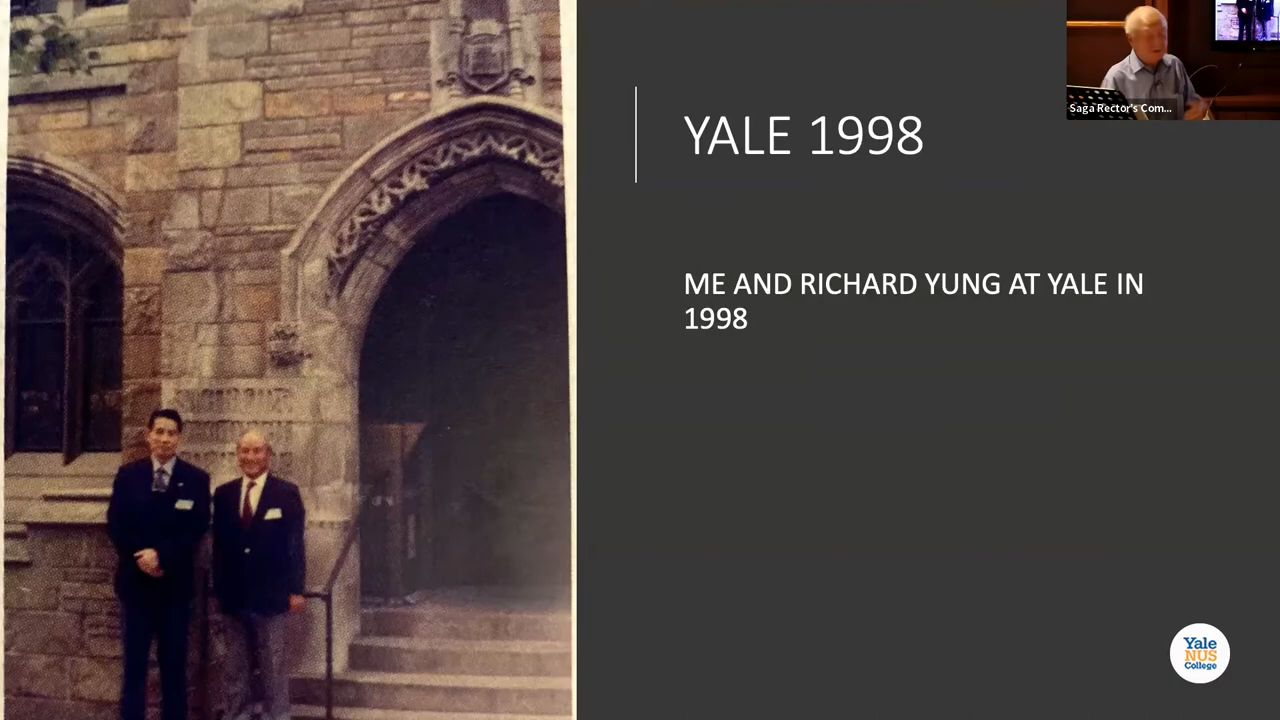 YALE 1998
ME AND RICHARD YUNG AT YALE IN
1998
Saga Rector's Com...
Yale
NUS
College